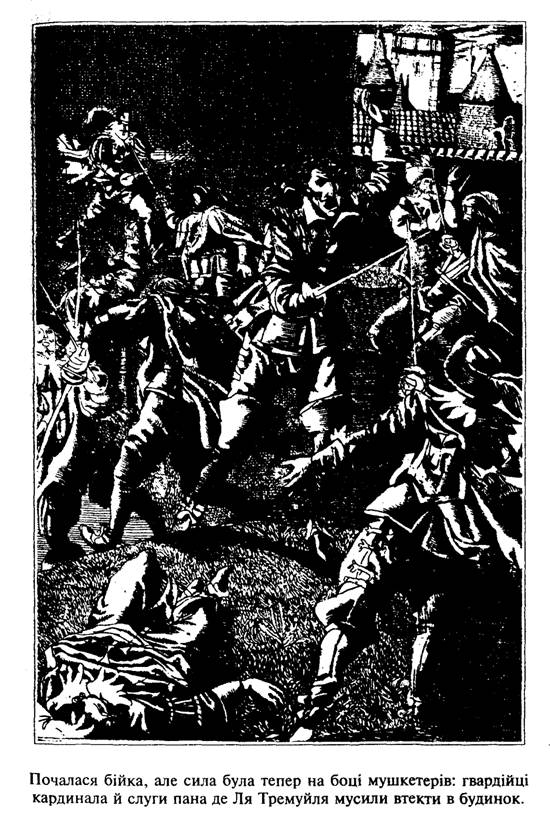 Почалася бійка, але сила була тепер на боці мушкетерів: гвардійці
кардинала й слуги пана де Ля Тремуйля мусили втекти в будинок.